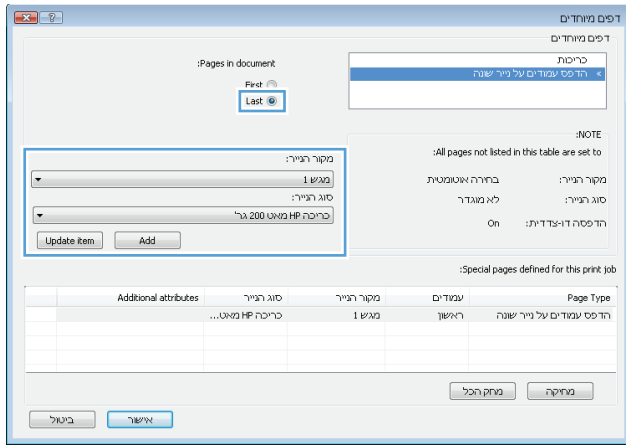 דפים מיוחדים
דפים מיוחדים
כריכות
» הדפס עמודים על נייר שונה
Pages in document:
First
Last
NOTE:
All pages not listed in this table are set to:
מקור הנייר: בחירה אוטומטית
סוג הנייר: לא מוגדר
הדפסה דו-צדדית: On
מקור הנייר:
מגש 1
סוג הנייר:
כריכה HP מאט 200 גר'
Add Update item
Special pages defined for this print job:
Page Type עמודים מקור הנייר סוג הנייר Additional attributes
הדפס עמודים על נייר שונה ראשון מגש 1 כריכה HP מאט...
מחיקה מחק הכל
אישור ביטול